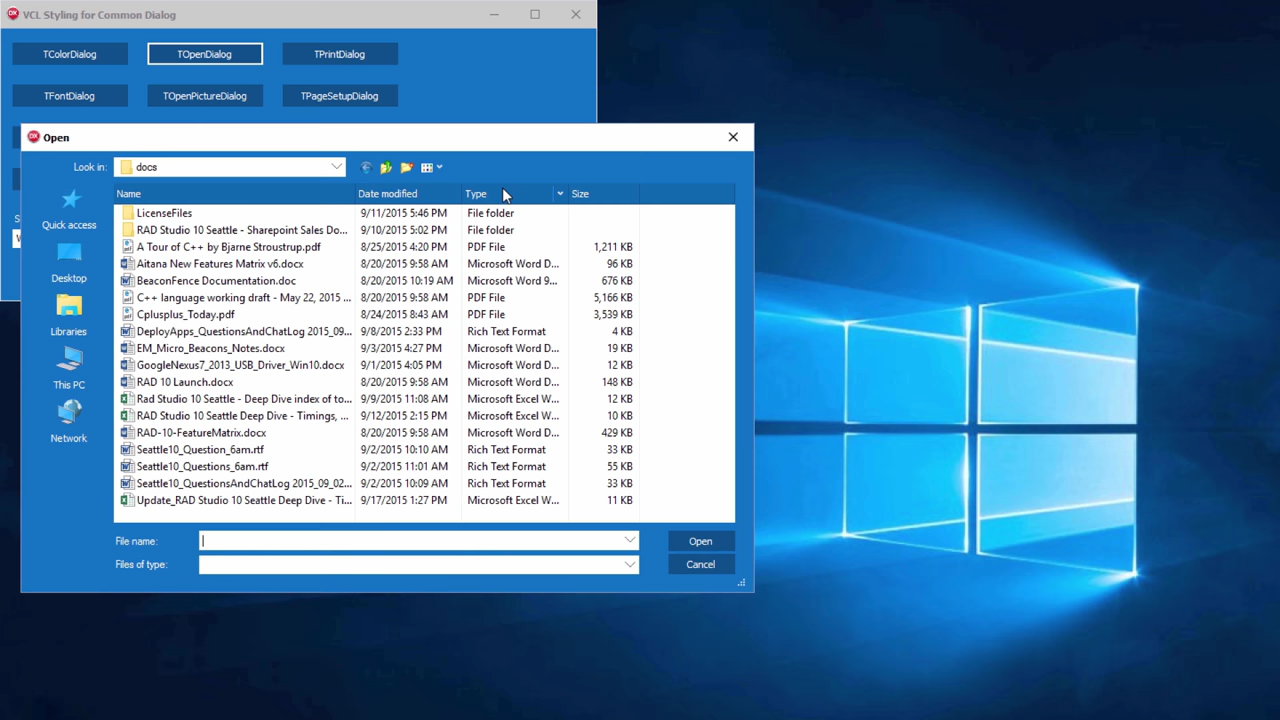 VCL Styling for Common Dialog
TColorDialog TOpenDialog TPrintDialog
TFontDialog TOpenPictureDialog TPageSetupDialog
Open
Look in: docs
Name Date modified Type Size
LicenseFiles 9/11/2015 5:46 PM File folder
RAD Studio 10 Seattle - Sharepoint Sales Do... 9/10/2015 5:02 PM File folder
A Tour of C++ by Bjarne Stroustrup.pdf 8/25/2015 4:20 PM PDF File 1,211 KB
Aitana New Features Matrix v6.docx 8/20/2015 9:58 AM Microsoft Word D... 96 KB
BeaconFence Documentation.doc 8/20/2015 10:19 AM Microsoft Word 9... 676 KB
C++ language working draft - May 22, 2015 ... 8/20/2015 9:58 AM PDF File 5,166 KB
Cplusplus_Today.pdf 8/24/2015 8:43 AM PDF File 3,539 KB
DeployApps_QuestionsAndChatLog 2015_09... 9/8/2015 2:33 PM Rich Text Format 4 KB
EM_Micro_Beacons_Notes.docx 9/3/2015 4:27 PM Microsoft Word D... 19 KB
GoogleNexus7_2013_USB_Driver_Win10.docx 9/1/2015 4:05 PM Microsoft Word D... 12 KB
RAD 10 Launch.docx 8/20/2015 9:58 AM Microsoft Word D... 148 KB
Rad Studio 10 Seattle - Deep Dive index of to... 9/9/2015 11:08 AM Microsoft Excel W... 12 KB
RAD Studio 10 Seattle Deep Dive - Timings, ... 9/12/2015 2:15 PM Microsoft Excel W... 10 KB
RAD-10-FeatureMatrix.docx 8/20/2015 9:58 AM Microsoft Word D... 429 KB
Seattle10_Question_6am.rtf 9/2/2015 10:10 AM Rich Text Format 33 KB
Seattle10_Questions_6am.rtf 9/2/2015 11:01 AM Rich Text Format 55 KB
Seattle10_QuestionsAndChatLog 2015_09_02... 9/2/2015 10:09 AM Rich Text Format 33 KB
Update_RAD Studio 10 Seattle Deep Dive - Ti... 9/17/2015 1:27 PM Microsoft Excel W... 11 KB
Quick access
Desktop
Libraries
This PC
Network
File name: Open
Files of type: Cancel